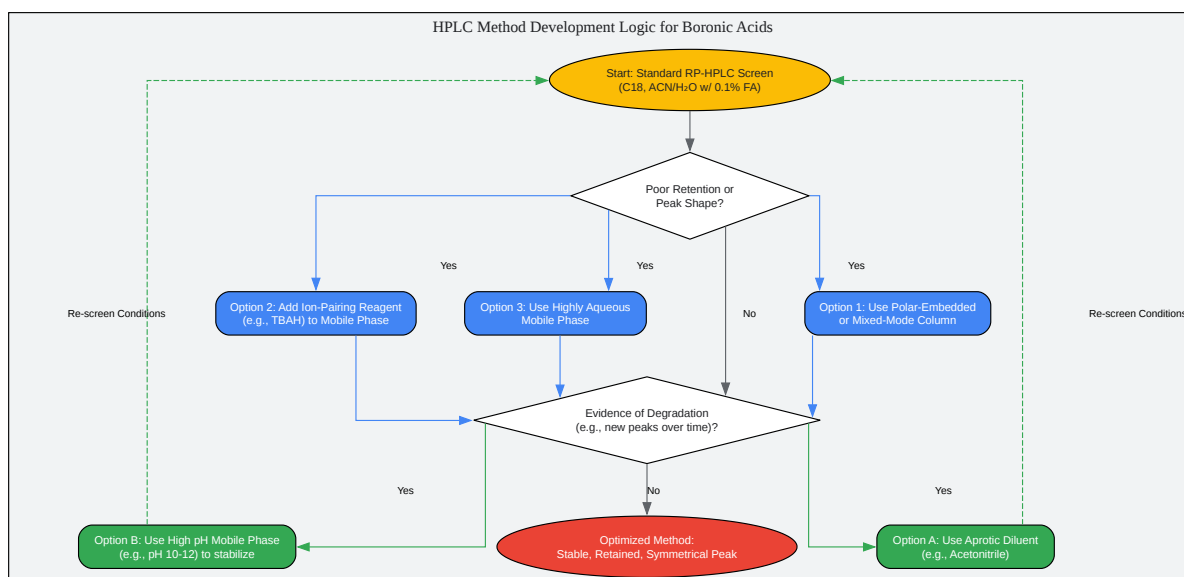 HPLC Method Development Logic for Boronic Acids
Start: Standard RP-HPLC Screen
(C18, ACN/H₂O w/ 0.1% FA)
Poor Retention or
Peak Shape?
Yes
Yes
Yes
Option 2: Add Ion-Pairing Reagent
(e.g., TBAH) to Mobile Phase
Option 3: Use Highly Aqueous
Mobile Phase
Option 1: Use Polar-Embedded
or Mixed-Mode Column
Re-screen Conditions
No
Re-screen Conditions
Evidence of Degradation
(e.g., new peaks over time)?
Yes
No
Yes
Option B: Use High pH Mobile Phase
(e.g., pH 10-12) to stabilize
Optimized Method:
Stable, Retained, Symmetrical Peak
Option A: Use Aprotic Diluent
(e.g., Acetonitrile)